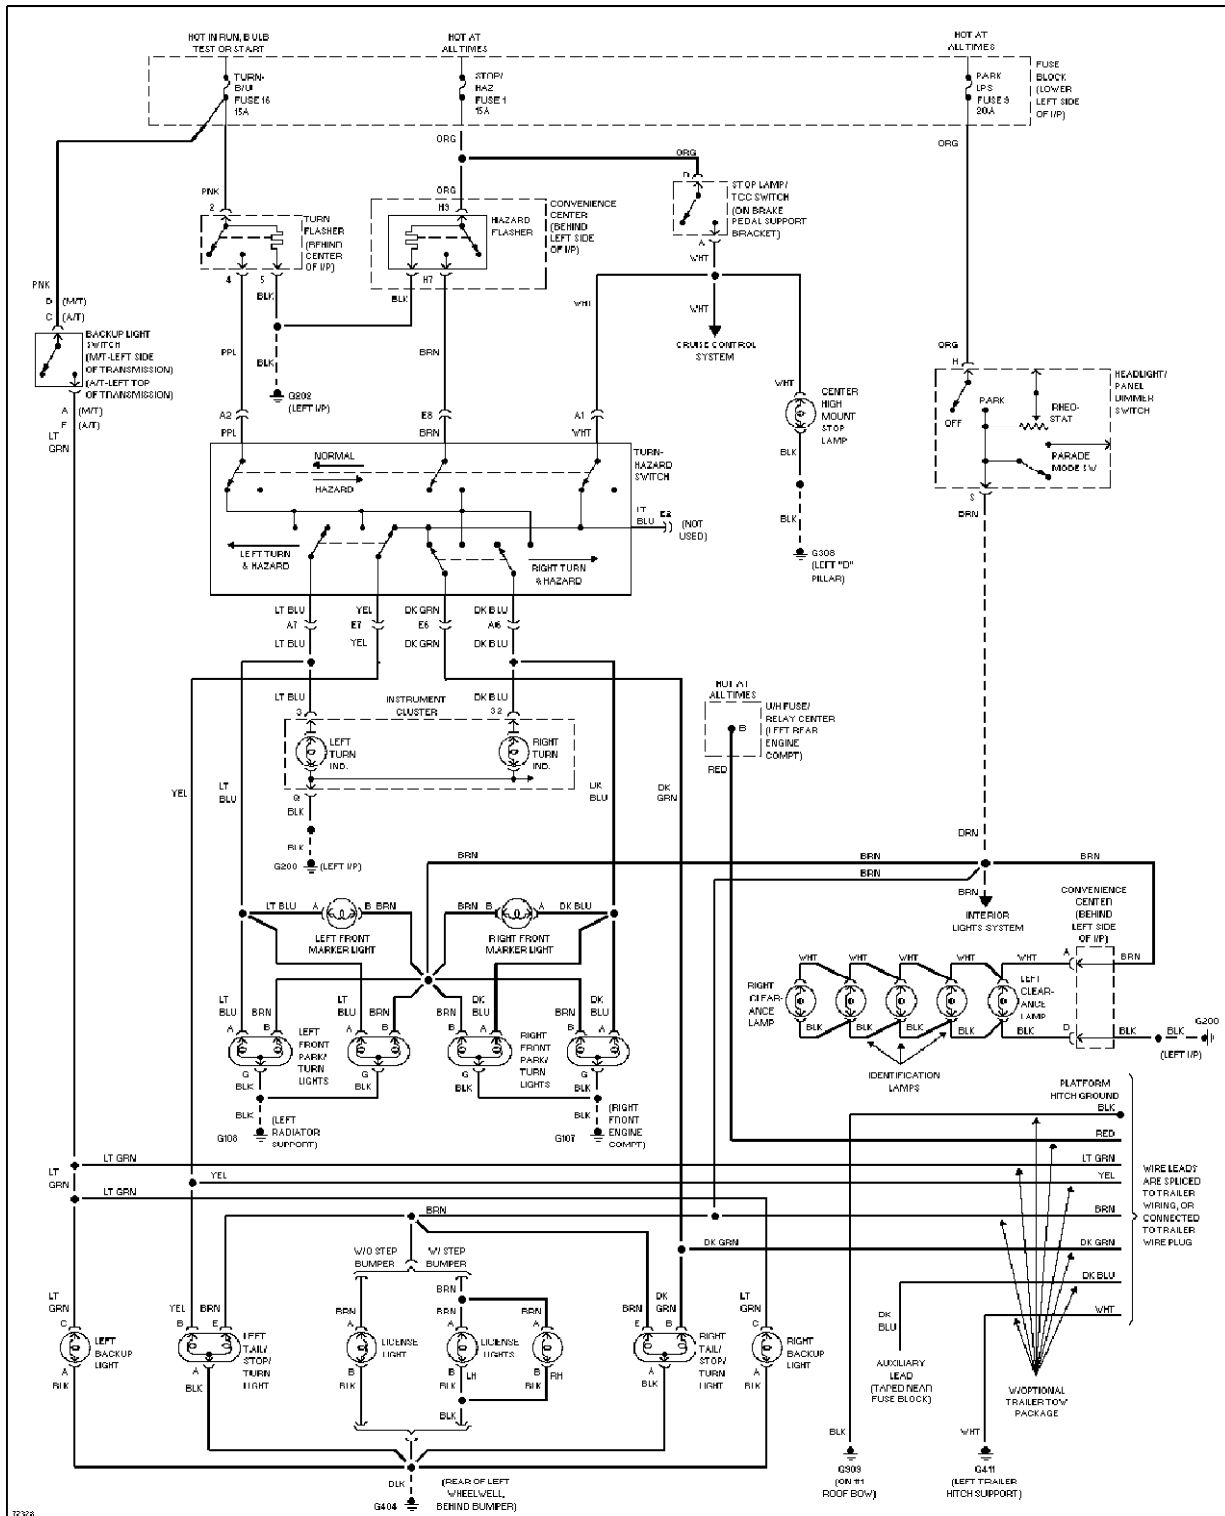 HOT IN RUN, BULB
TEST OR START
HOT AT
ALL TIMES
HOT AT
ALL TIMES
TURN-
B/U
FUSE 16
15A
STOP/
HAZ
FUSE 1
15A
PARK
LPS
FUSE 9
20A
FUSE
BLOCK
(LOWER
LEFT SIDE
OF I/P)
ORG
ORG
ORG
PNK
ORG
2
H9
D
TURN
FLASHER
(BEHIND
CENTER
OF I/P)
HAZARD
FLASHER
CONVENIENCE
CENTER
(BEHIND
LEFT SIDE
OF I/P)
STOP LAMP/
TCC SWITCH
(ON BRAKE
PEDAL SUPPORT
BRACKET)
A
WHT
4
5
H7
BLK
BLK
WHT
WHT
PNK
D (M/T)
C (A/T)
BACKUP LIGHT
SWITCH
(M/T-LEFT SIDE
OF TRANSMISSION)
(A/T-LEFT TOP
OF TRANSMISSION)
A (M/T)
F (A/T)
LT
GRN
PPL
BLK
BRN
CRUISE CONTROL
SYSTEM
ORG
H
G202
(LEFT I/P)
WHT
CENTER
HIGH
MOUNT
STOP
LAMP
BLK
BLK
G308
(LEFT "D"
PILLAR)
HEADLIGHT/
PANEL
DIMMER
SWITCH
PARK
OFF
RHEO-
STAT
PARADE
MODE SW
S
BRN
A2
E8
A1
PPL
BRN
WHT
NORMAL
HAZARD
TURN-
HAZARD
SWITCH
LT
BLU
E2
(NOT
USED)
LEFT TURN
& HAZARD
RIGHT TURN
& HAZARD
LT BLU
YEL
DK GRN
DK BLU
A7
E7
E6
A6
LT BLU
YEL
DK GRN
DK BLU
LT BLU
INSTRUMENT
CLUSTER
DK BLU
3
32
LEFT
TURN
IND.
RIGHT
TURN
IND.
HOT AT
ALL TIMES
B
U/H FUSE/
RELAY CENTER
(LEFT REAR
ENGINE
COMPT)
RED
YEL
LT
BLU
DK
BLU
DK
GRN
BLK
BLK
G200
(LEFT I/P)
BRN
BRN
BRN
BRN
BRN
BRN
INTERIOR
LIGHTS SYSTEM
CONVENIENCE
CENTER
(BEHIND
LEFT SIDE
OF I/P)
LT BLU
A
B
BRN
BRN
B
A
DK BLU
LEFT FRONT
MARKER LIGHT
RIGHT FRONT
MARKER LIGHT
WHT
WHT
WHT
WHT
WHT
A
BRN
RIGHT
CLEAR-
ANCE
LAMP
LEFT
CLEAR-
ANCE
LAMP
BLK
BLK
BLK
BLK
BLK
D
BLK
BLK
G200
(LEFT I/P)
IDENTIFICATION
LAMPS
LT
BLU
BRN
LT
BLU
BRN
BRN
DK
BLU
BRN
DK
BLU
A
B
A
B
B
A
B
A
LEFT
FRONT
PARK/
TURN
LIGHTS
RIGHT
FRONT
PARK/
TURN
LIGHTS
G
G
G
G
BLK
BLK
BLK
BLK
BLK
BLK
G108
(LEFT
RADIATOR
SUPPORT)
G107
(RIGHT
FRONT
ENGINE
COMPT)
PLATFORM
HITCH GROUND
BLK
RED
LT GRN
LT GRN
YEL
YEL
LT GRN
BRN
BRN
DK GRN
DK GRN
DK BLU
WHT
WIRE LEADS
ARE SPLICED
TO TRAILER
WIRING, OR
CONNECTED
TO TRAILER
WIRE PLUG
LT
GRN
W/O STEP
BUMPER
W/ STEP
BUMPER
BRN
LT
GRN
YEL
BRN
BRN
BRN
BRN
BRN
DK
GRN
LT
GRN
C
B
E
A
A
A
E
B
C
LEFT
BACKUP
LIGHT
LEFT
TAIL/
STOP/
TURN
LIGHT
LICENSE
LIGHT
LICENSE
LIGHTS
RIGHT
TAIL/
STOP/
TURN
LIGHT
RIGHT
BACKUP
LIGHT
A
A
B
B
LH
B
RH
A
A
BLK
BLK
BLK
BLK
BLK
BLK
BLK
DK
BLU
AUXILIARY
LEAD
(TAPED NEAR
FUSE BLOCK)
W/OPTIONAL
TRAILER TOW
PACKAGE
BLK
WHT
G909
(ON #1
ROOF BOW)
G411
(LEFT TRAILER
HITCH SUPPORT)
BLK
G404
(REAR OF LEFT
WHEELWELL,
BEHIND BUMPER)
72328